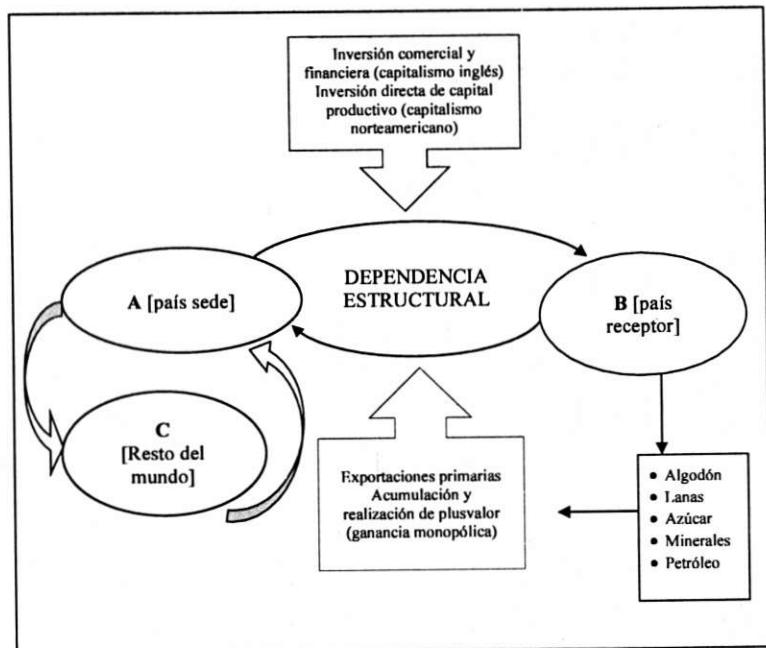 Inversión comercial y
financiera (capitalismo inglés)
Inversión directa de capital
productivo (capitalismo
norteamericano)
DEPENDENCIA
ESTRUCTURAL
A [país sede]
B [país
receptor]
C
[Resto del
mundo]
Exportaciones primarias
Acumulación y
realización de plusvalor
(ganancia monopólica)
• Algodón
• Lanas
• Azúcar
• Minerales
• Petróleo